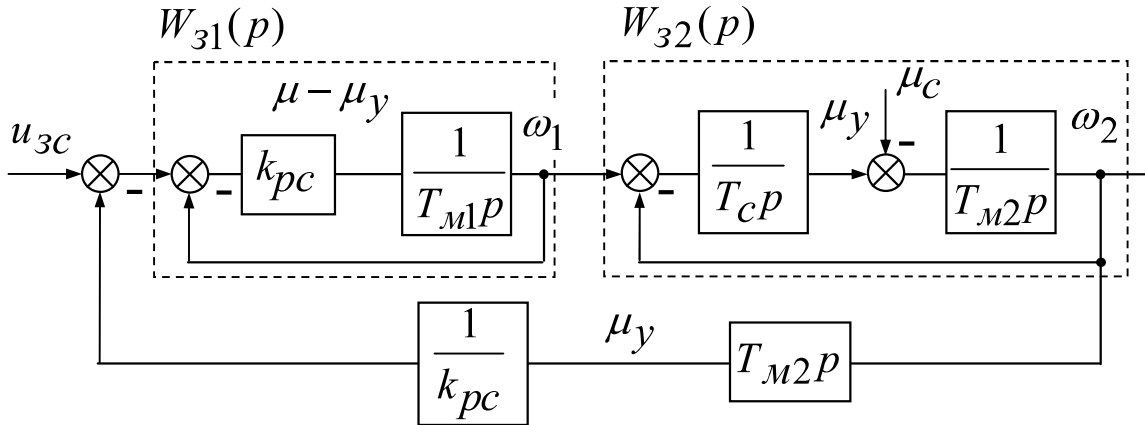 W_{з1}(p)
W_{з2}(p)
u_{зс}
-
-
k_{рс}
μ – μ_y
1
T_{м1}p
ω_1
-
1
T_c p
μ_y
μ_c
-
1
T_{м2}p
ω_2
1
k_{рс}
μ_y
T_{м2}p